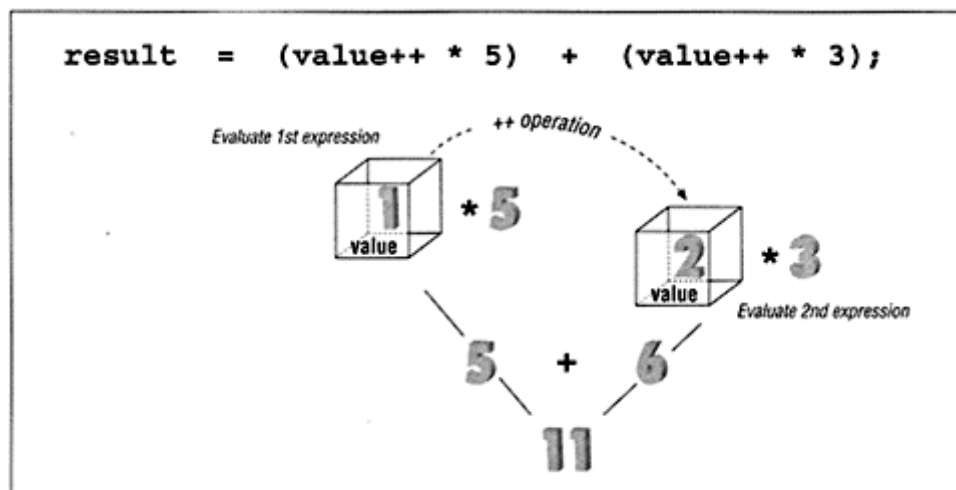 result = (value++ * 5) + (value++ * 3);
++ operation
Evaluate 1st expression
1 * 5
value
2 * 3
value
Evaluate 2nd expression
5 + 6
11